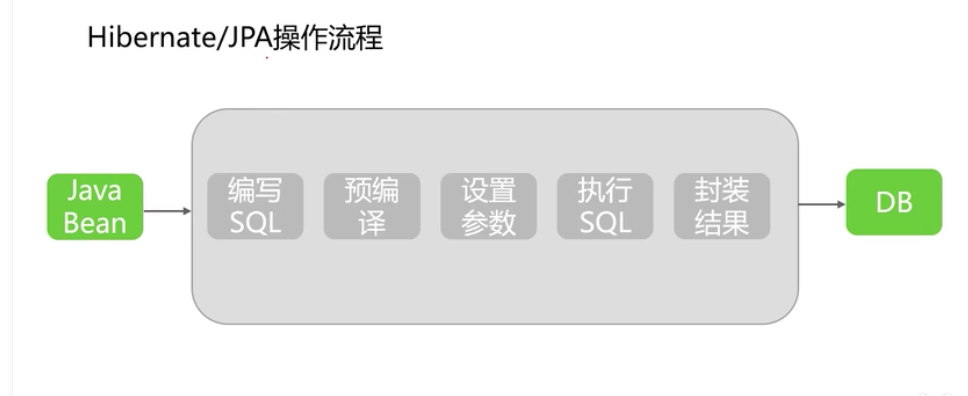 Hibernate/JPA操作流程
Java
Bean
编写
SQL
预编
译
设置
参数
执行
SQL
封装
结果
DB